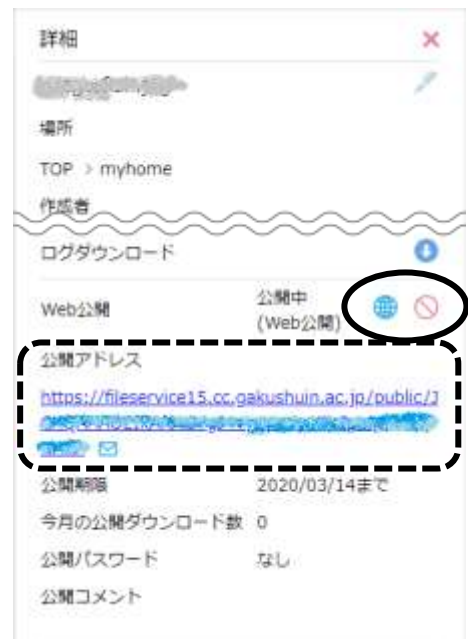 詳細
場所
TOP > myhome
作成者
ログダウンロード
Web公開 公開中
(Web公開)
公開アドレス
https://fileservice15.cc.gakushuin.ac.jp/public/J
公開期限 2020/03/14まで
今月の公開ダウンロード数 0
公開パスワード なし
公開コメント